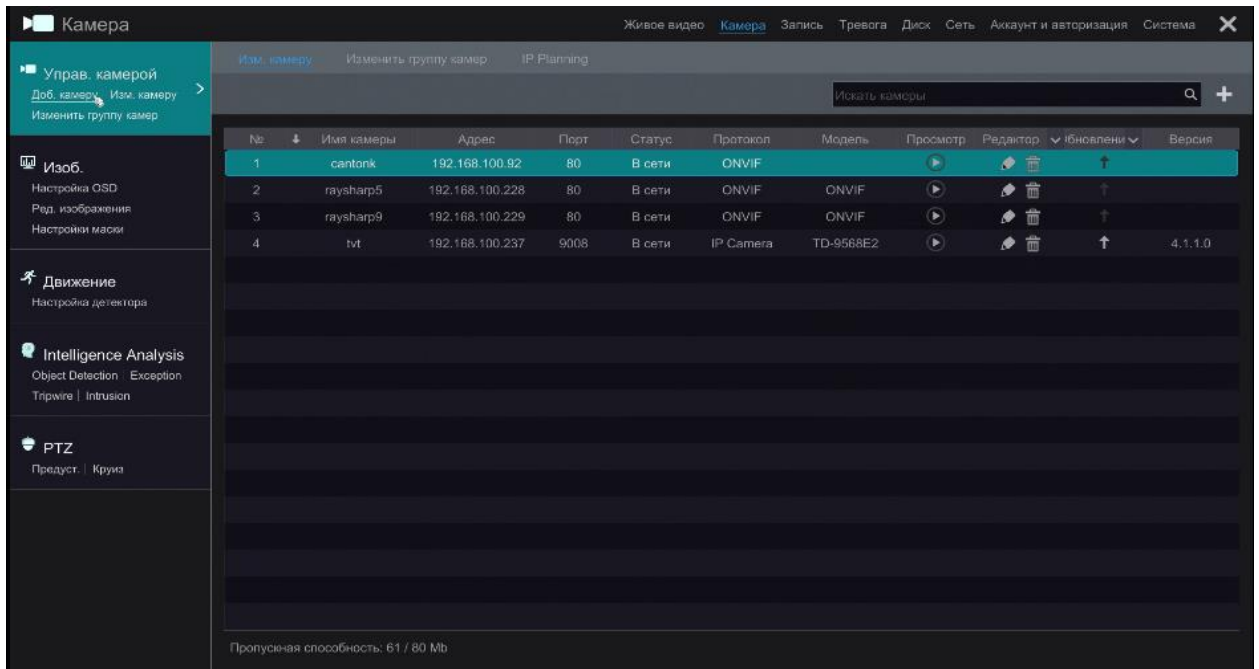 Камера
Живое видео Камера Запись Тревога Диск Сеть Аккаунт и авторизация Система
Управ. камерой
Доб. камеру Изм. камеру
Изменить группу камер
Изоб.
Настройка OSD
Ред. изображения
Настройки маски
Движение
Настройка детектора
Intelligence Analysis
Object Detection | Exception
Tripwire | Intrusion
PTZ
Предуст. | Круиз
Изм. камеру Изменить группу камер IP Planning
Искать камеры
№ Имя камеры Адрес Порт Статус Протокол Модель Просмотр Редактор Версия
1 cantonk 192.168.100.92 80 В сети ONVIF
2 raysharp5 192.168.100.228 80 В сети ONVIF ONVIF
3 raysharp9 192.168.100.229 80 В сети ONVIF ONVIF
4 tvt 192.168.100.237 9008 В сети IP Camera TD-9568E2 4.1.1.0
Пропускная способность: 61 / 80 Mb